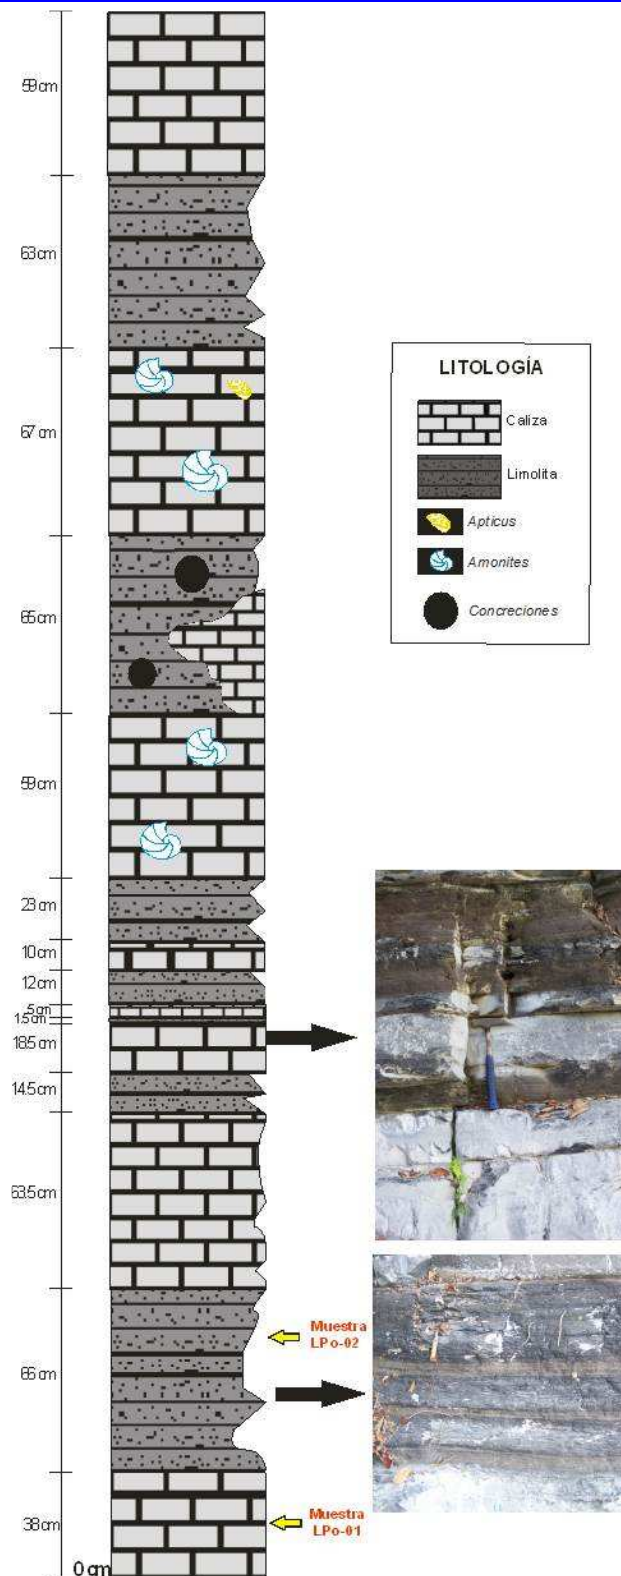 59cm
63cm
67cm
65cm
59cm
23cm
10cm
12cm
5cm
1.5cm
18.5cm
14.5cm
63.5cm
66cm
38cm
0cm
LITOLOGÍA
Caliza
Limolita
Apticus
Amonites
Concreciones
Muestra
LPo-02
Muestra
LPo-01